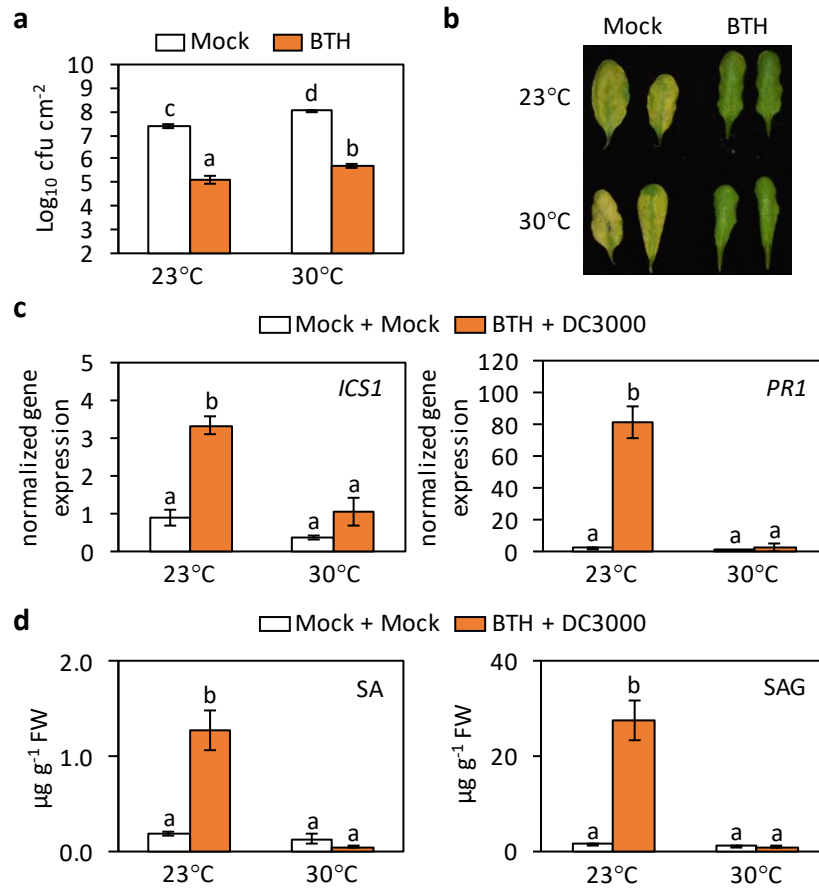 a
Mock BTH
10
9
8
7
6
5
4
3
2
Log10 cfu cm-2
c
a
d
b
23°C 30°C
b
Mock BTH
23°C
30°C
c
Mock + Mock BTH + DC3000
5
4
3
2
1
0
normalized gene
expression
ICS1
a
b
a
a
23°C 30°C
120
100
80
60
40
20
0
normalized gene
expression
PR1
a
b
a
a
23°C 30°C
d
Mock + Mock BTH + DC3000
2.0
1.0
0.0
µg g-1 FW
SA
a
b
a
a
23°C 30°C
40
20
0
µg g-1 FW
SAG
a
b
a
a
23°C 30°C